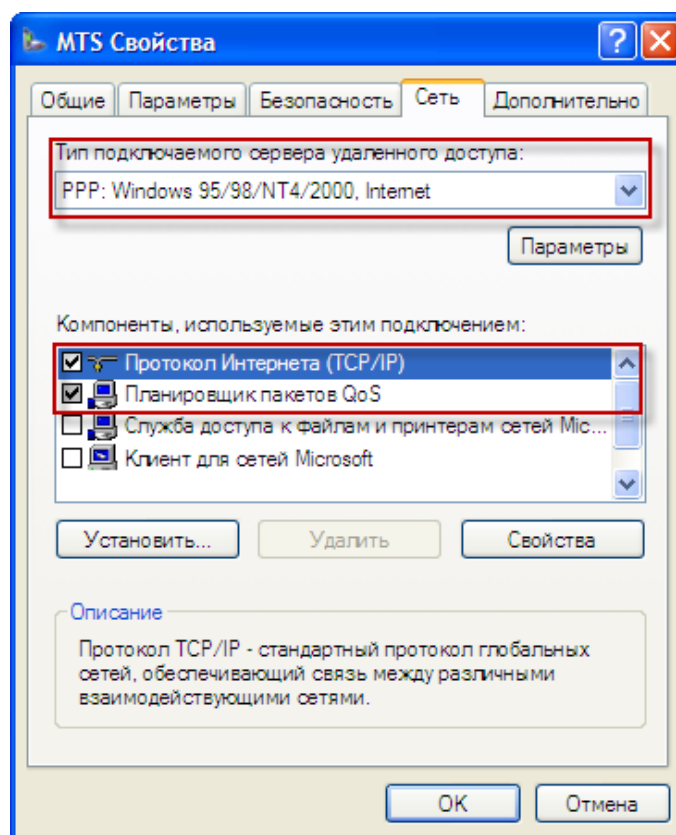 MTS Свойства
Общие Параметры Безопасность Сеть Дополнительно
Тип подключаемого сервера удаленного доступа:
PPP: Windows 95/98/NT4/2000, Internet
Параметры
Компоненты, используемые этим подключением:
Протокол Интернета (TCP/IP)
Планировщик пакетов QoS
Служба доступа к файлам и принтерам сетей Mic...
Клиент для сетей Microsoft
Установить... Удалить Свойства
Описание
Протокол TCP/IP - стандартный протокол глобальных
сетей, обеспечивающий связь между различными
взаимодействующими сетями.
OK Отмена